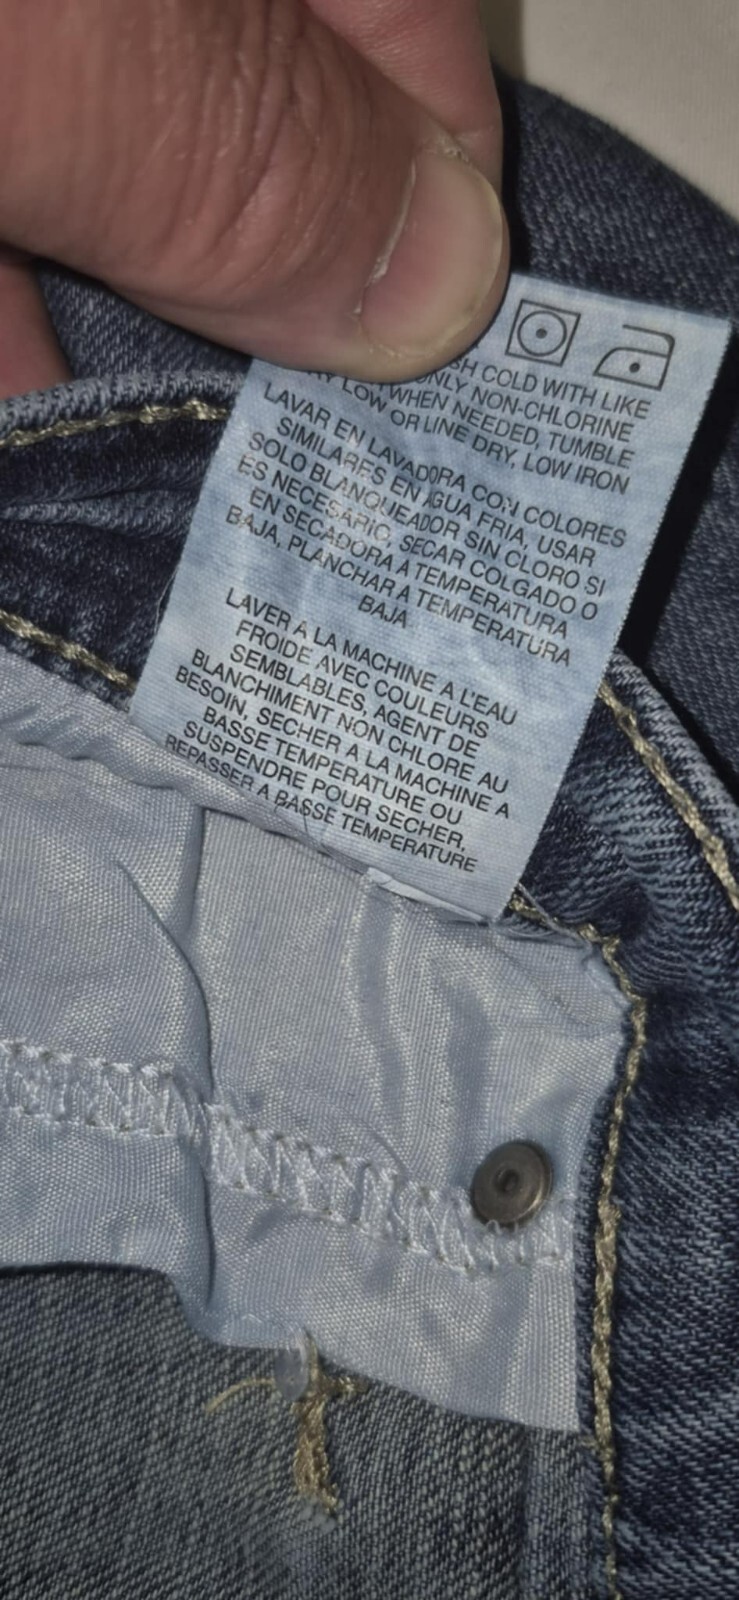 COLD WITH LIKE
ONLY NON-CHLORINE
WHEN NEEDED, TUMBLE
LOW OR LINE DRY, LOW IRON
LAVAR EN LAVADORA CON COLORES
SIMILARES EN AGUA FRIA, USAR
SOLO BLANQUEADOR SIN CLORO SI
ES NECESARIO, SECAR COLGADO O
EN SECADORA A TEMPERATURA
BAJA, PLANCHAR A TEMPERATURA
BAJA
LAVER A LA MACHINE A L'EAU
FROIDE AVEC COULEURS
SEMBLABLES, AGENT DE
BLANCHIMENT NON CHLORE AU
BESOIN, SECHER A LA MACHINE A
BASSE TEMPERATURE OU
SUSPENDRE POUR SECHER,
REPASSER A BASSE TEMPERATURE